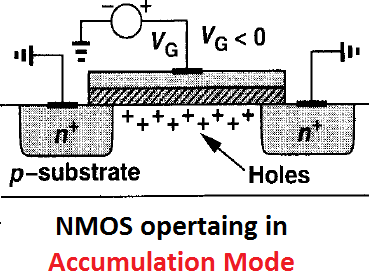 − +
V_G V_G < 0
n⁺ + + + + + + + + + + + n⁺
p−substrate Holes
NMOS opertaing in
Accumulation Mode